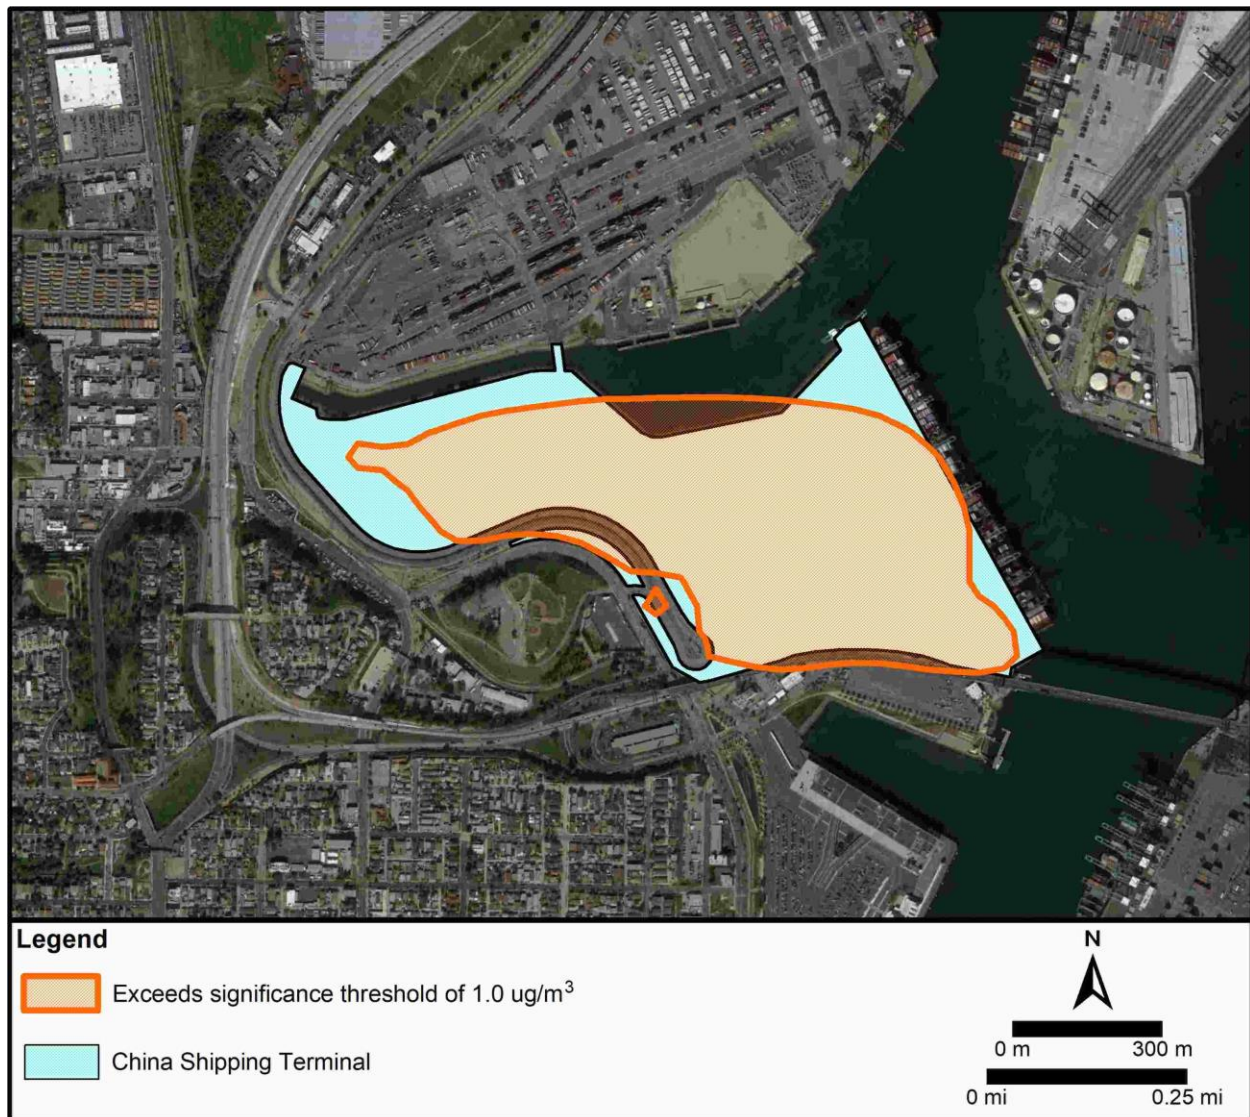 Legend
N
Exceeds significance threshold of 1.0 ug/m³
China Shipping Terminal
0 m 300 m
0 mi 0.25 mi